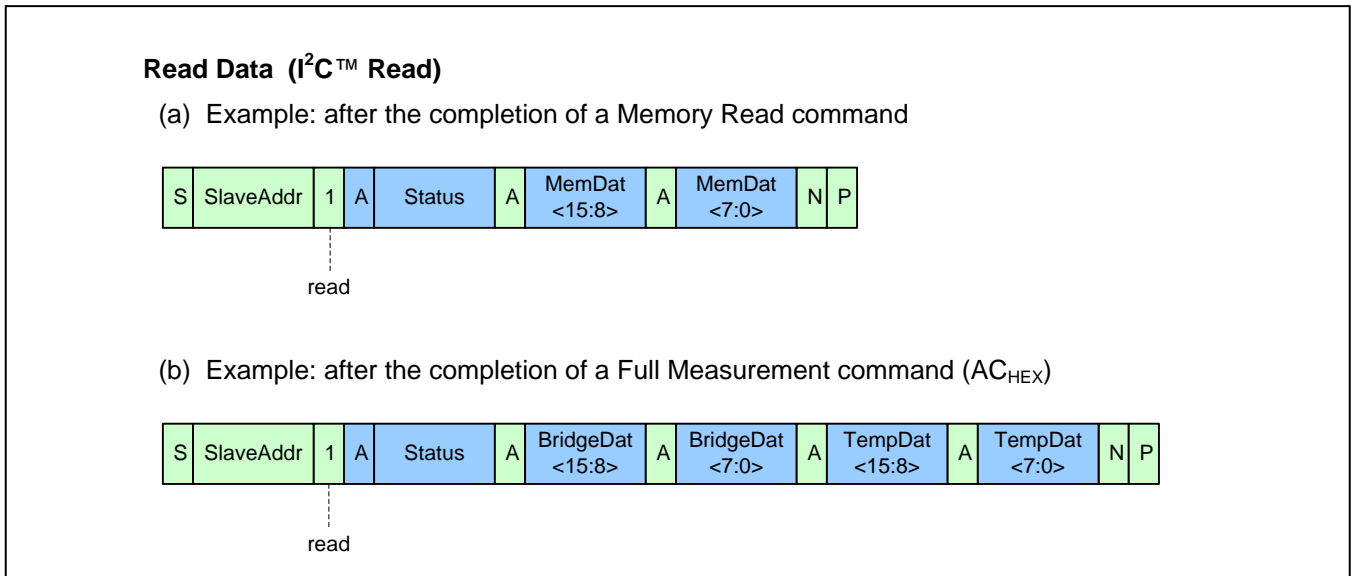 Read Data (I²C™ Read)
(a) Example: after the completion of a Memory Read command
S SlaveAddr 1 A Status A MemDat <15:8> A MemDat <7:0> N P
read
(b) Example: after the completion of a Full Measurement command (AC_HEX)
S SlaveAddr 1 A Status A BridgeDat <15:8> A BridgeDat <7:0> A TempDat <15:8> A TempDat <7:0> N P
read